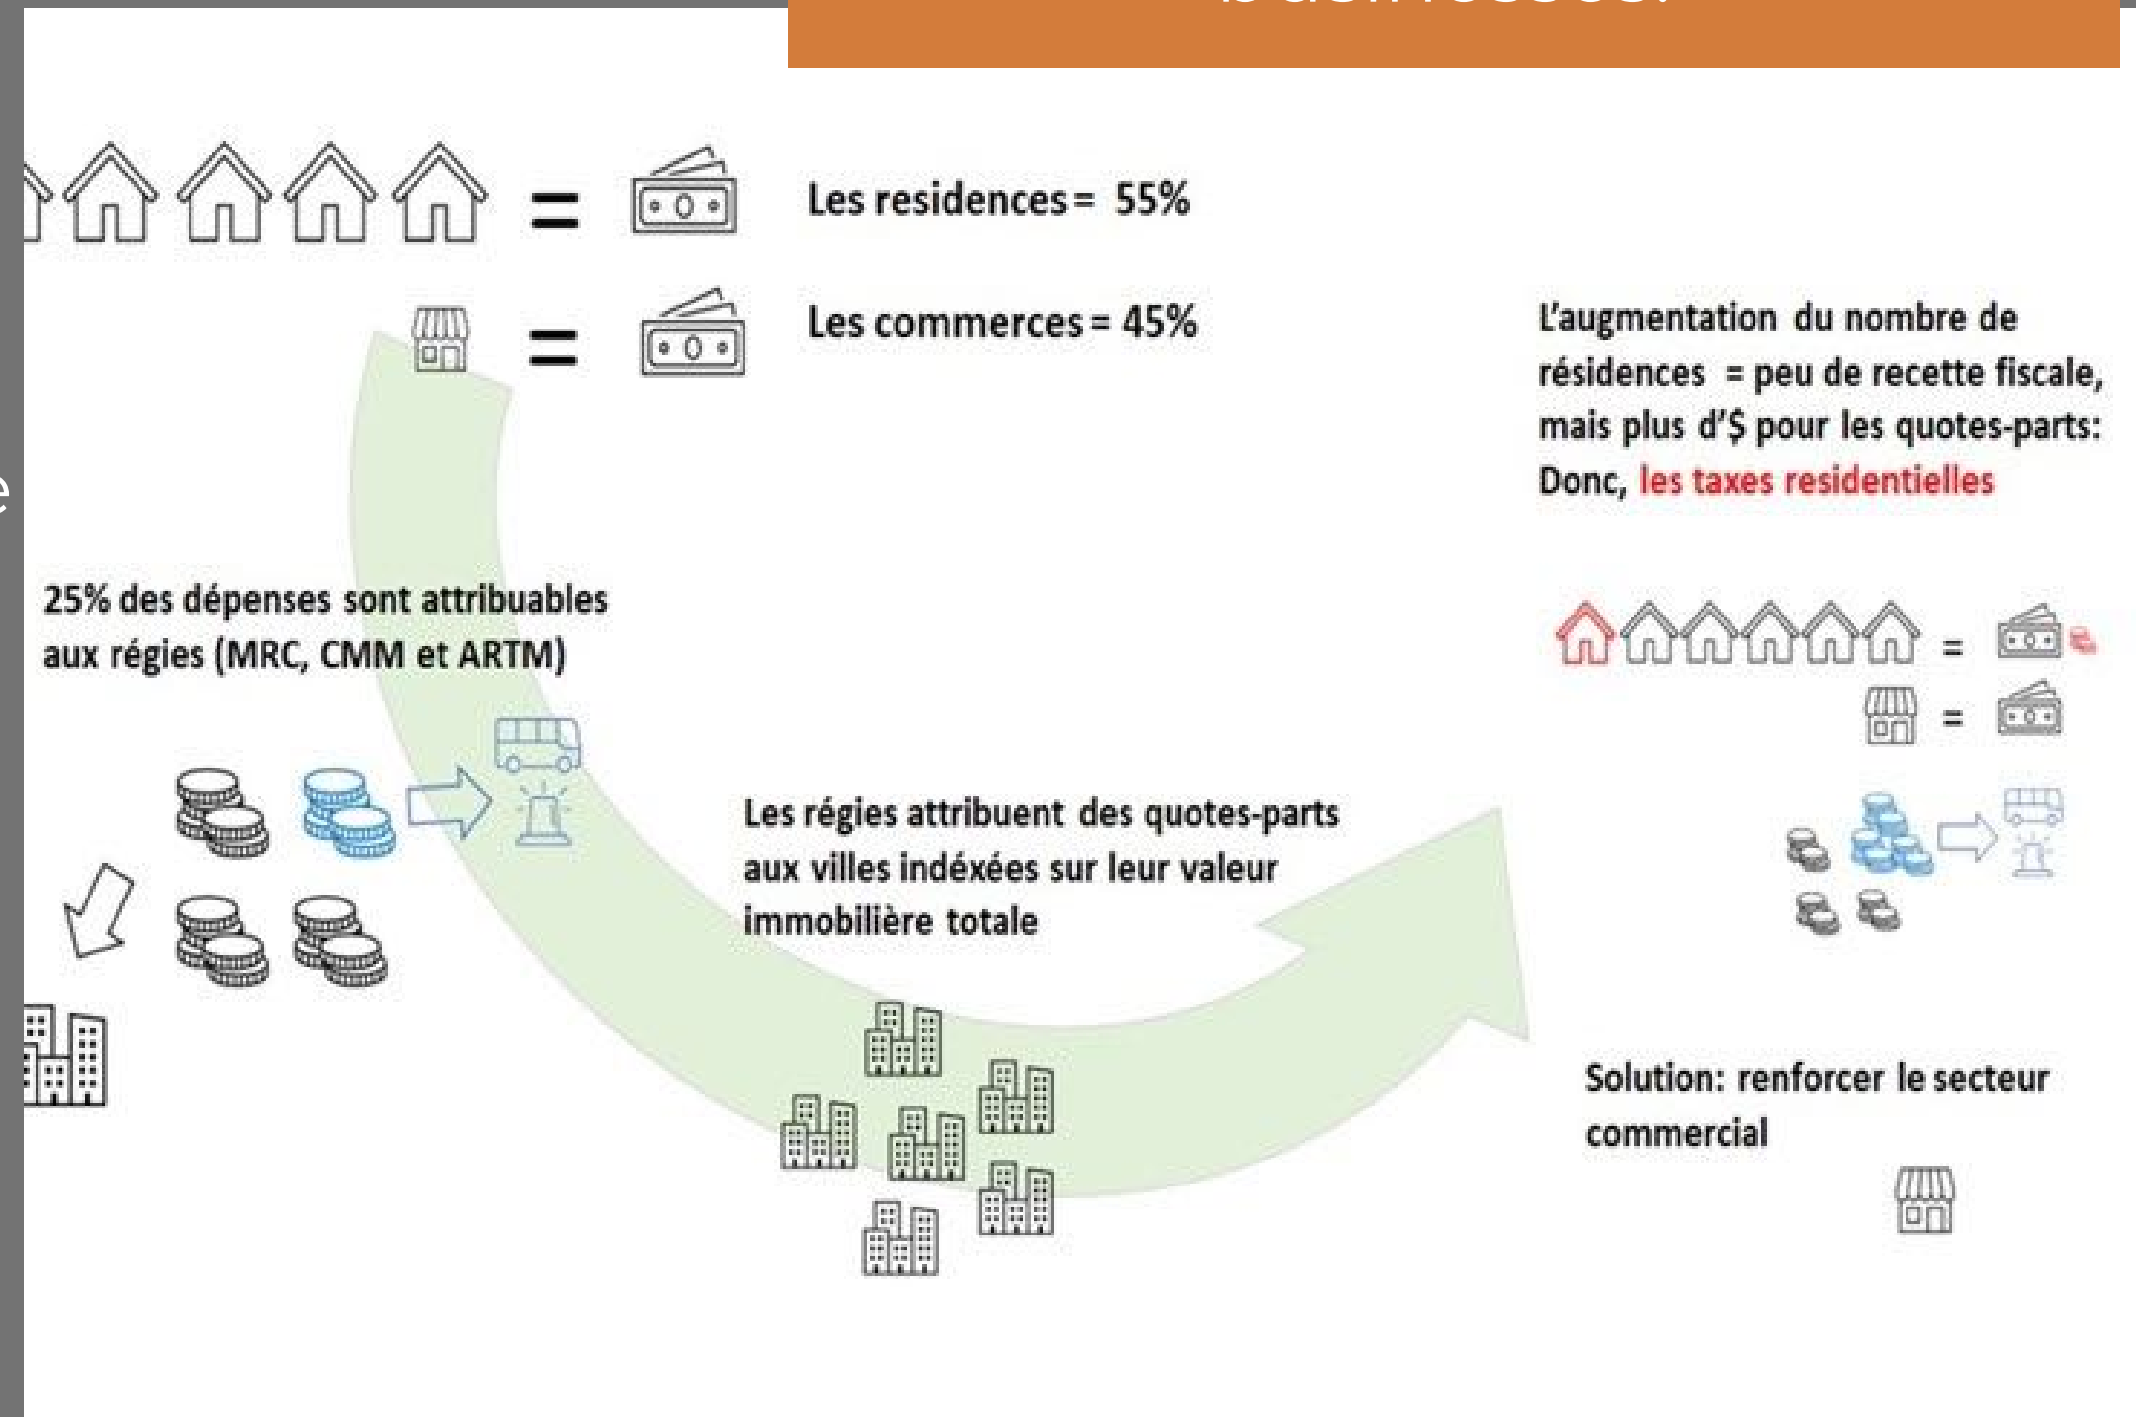 Les residences = 55%
Les commerces = 45%
L'augmentation du nombre de
résidences = peu de recette fiscale,
mais plus d'$ pour les quotes-parts:
Donc, les taxes residentielles
25% des dépenses sont attribuables
aux régies (MRC, CMM et ARTM)
Les régies attribuent des quotes-parts
aux villes indéxées sur leur valeur
immobilière totale
Solution: renforcer le secteur
commercial